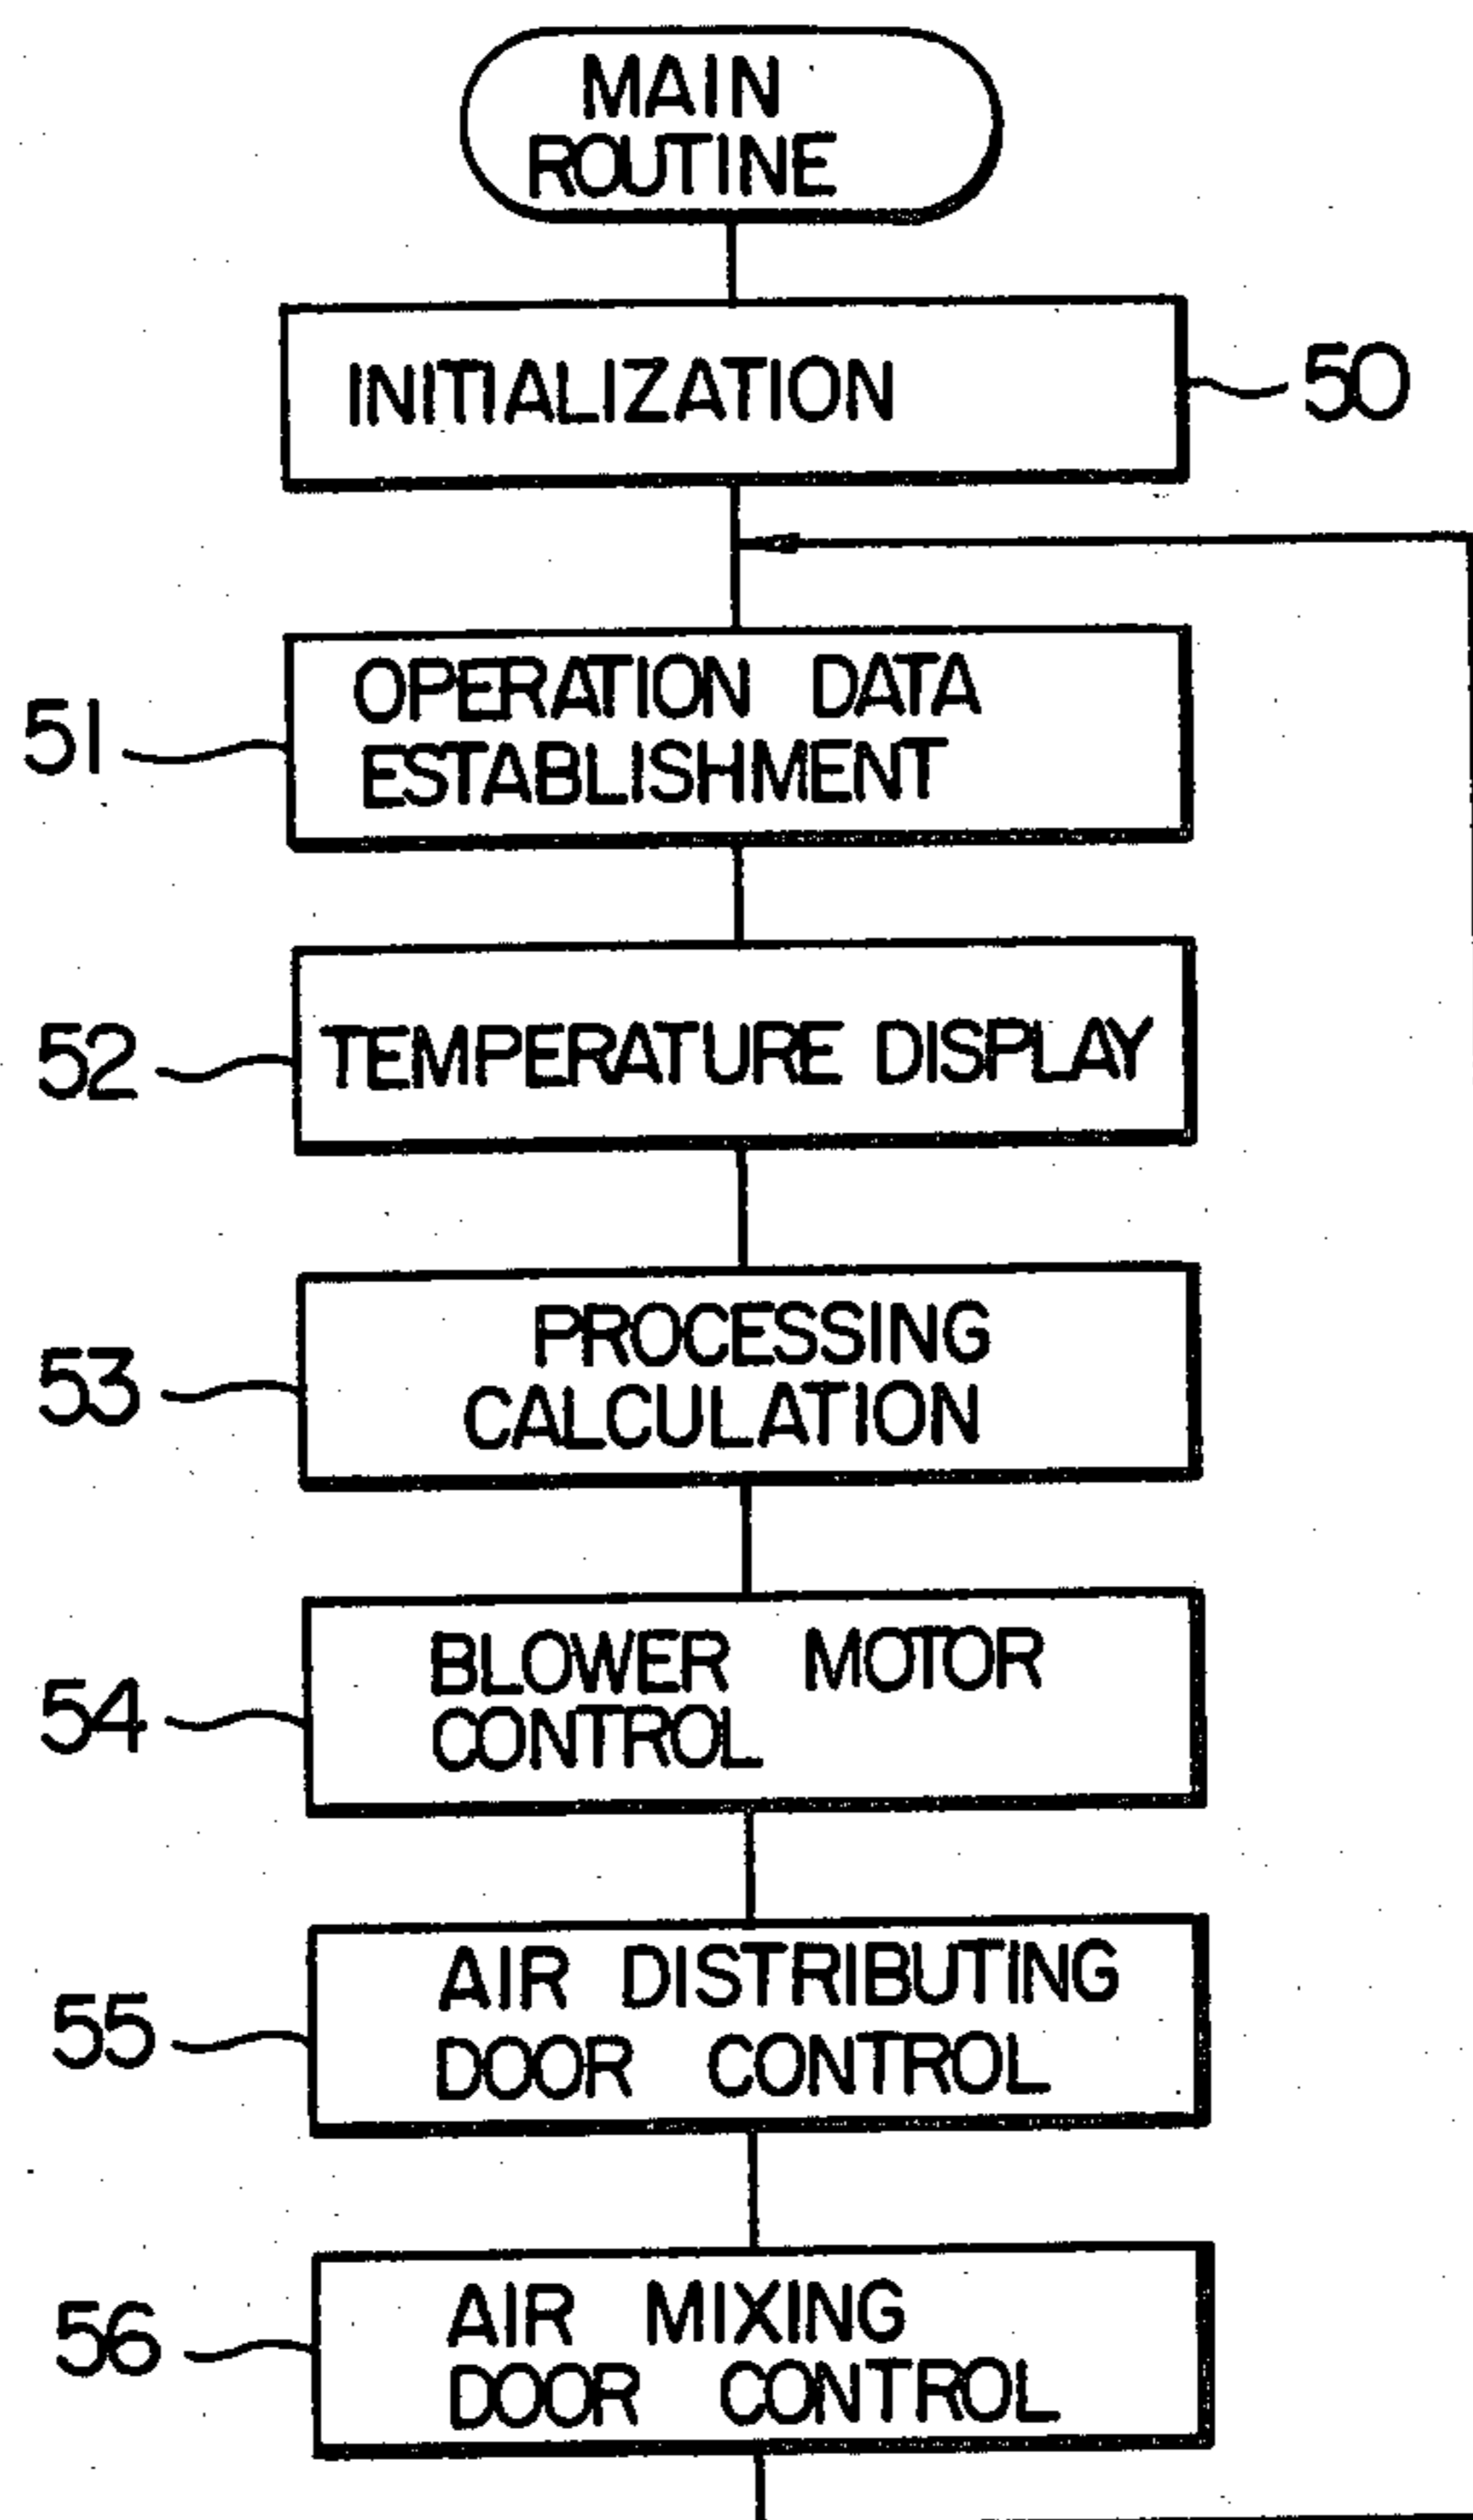 MAIN
ROUTINE
INITIALIZATION
50
OPERATION DATA
ESTABLISHMENT
51
TEMPERATURE DISPLAY
52
PROCESSING
CALCULATION
53
BLOWER MOTOR
CONTROL
54
AIR DISTRIBUTING
DOOR CONTROL
55
AIR MIXING
DOOR CONTROL
56